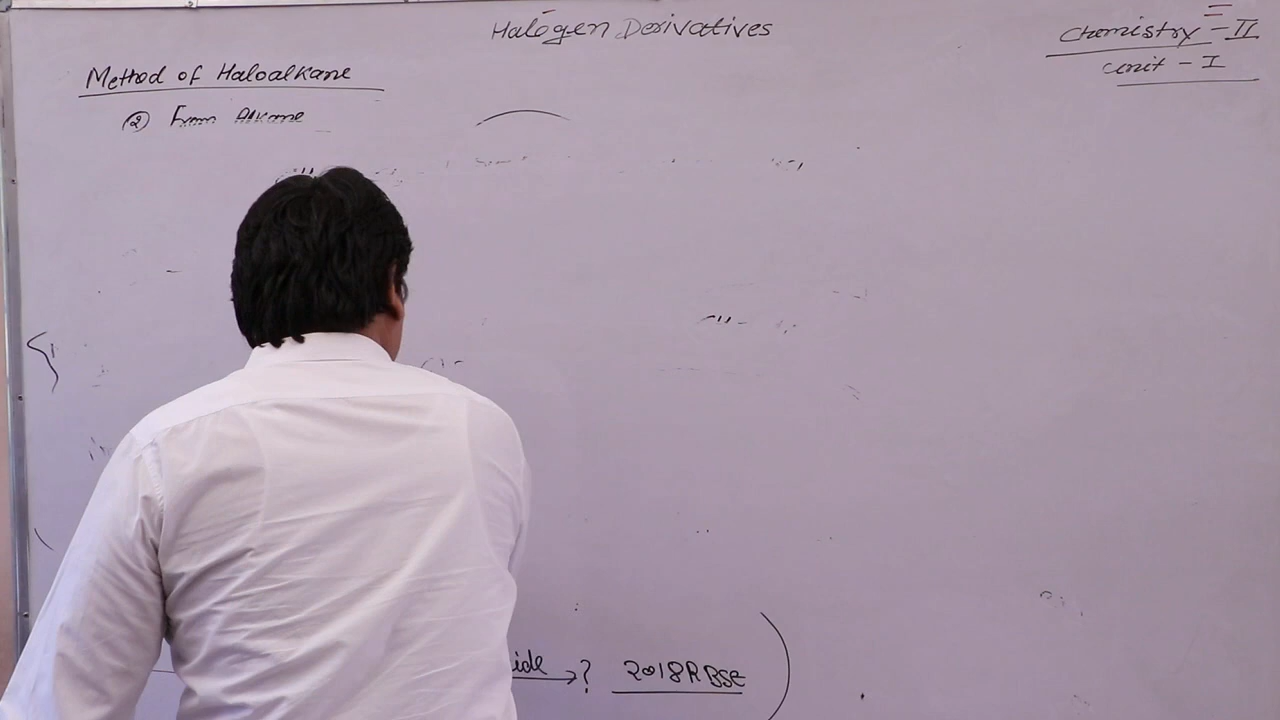 Halogen Derivatives
Chemistry - II
Unit - I
Method of Haloalkane
② From Alkane
ide → ? 2018 RBSE